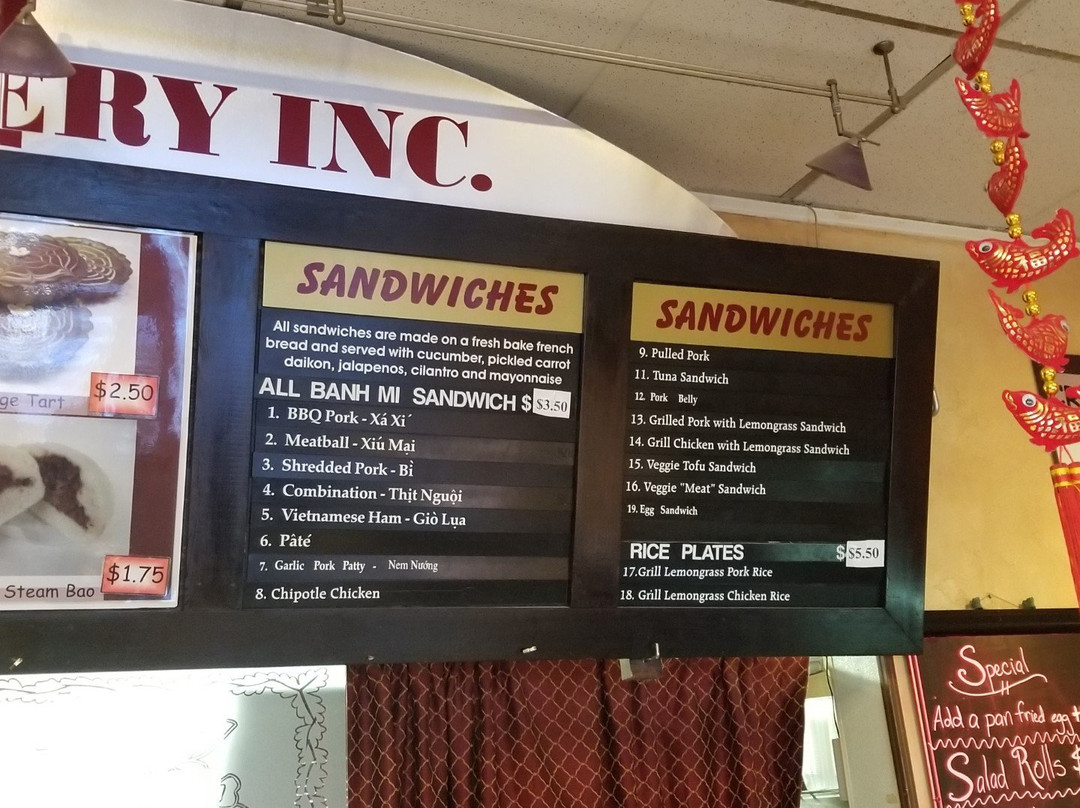 ERY INC.
ge Tart
$2.50
Steam Bao
$1.75
SANDWICHES
All sandwiches are made on a fresh bake french
bread and served with cucumber, pickled carrot
daikon, jalapenos, cilantro and mayonnaise
ALL BANH MI SANDWICH $ $3.50
1. BBQ Pork - Xá Xí
2. Meatball - Xiú Mại
3. Shredded Pork - Bì
4. Combination - Thịt Nguội
5. Vietnamese Ham - Giò Lụa
6. Pâté
7. Garlic Pork Patty - Nem Nướng
8. Chipotle Chicken
SANDWICHES
9. Pulled Pork
11. Tuna Sandwich
12. Pork Belly
13. Grilled Pork with Lemongrass Sandwich
14. Grill Chicken with Lemongrass Sandwich
15. Veggie Tofu Sandwich
16. Veggie "Meat" Sandwich
19. Egg Sandwich
RICE PLATES $ $5.50
17.Grill Lemongrass Pork Rice
18. Grill Lemongrass Chicken Rice
Special
Add a pan fried egg
Salad Rolls $